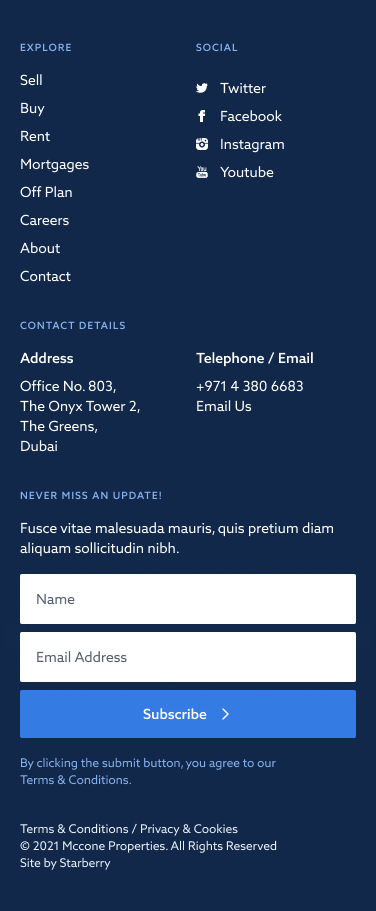 EXPLORE
Sell
Buy
Rent
Mortgages
Off Plan
Careers
About
Contact
SOCIAL
Twitter
Facebook
Instagram
You
Tube
Youtube
CONTACT DETAILS
Address
Office No. 803,
The Onyx Tower 2,
The Greens,
Dubai
Telephone / Email
+971 4 380 6683
Email Us
NEVER MISS AN UPDATE!
Fusce vitae malesuada mauris, quis pretium diam
aliquam sollicitudin nibh.
Name
Email Address
Subscribe
By clicking the submit button, you agree to our
Terms & Conditions.
Terms & Conditions / Privacy & Cookies
© 2021 Mccone Properties. All Rights Reserved
Site by Starberry